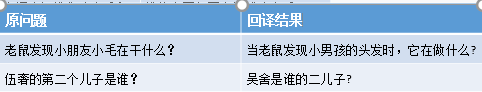 原问题 回译结果
老鼠发现小朋友小毛在干什么? 当老鼠发现小男孩的头发时,它在做什么?
伍奢的第二个儿子是谁? 吴舍是谁的二儿子?